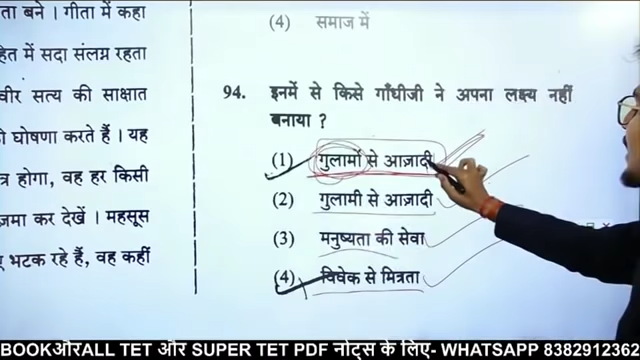 ता बने। गीता में कहा
हित में सदा संलग्न रहता
वीर सत्य की साक्षात
ो घोषणा करते हैं। यह
त्र होगा, वह हर किसी
ज़मा कर देखें। महसूस
भटक रहे हैं, वह कहीं
(4) समाज में
94. इनमें से किसे गाँधीजी ने अपना लक्ष्य नहीं
बनाया ?
(1) गुलामों से आज़ादी
(2) गुलामी से आज़ादी
(3) मनुष्यता की सेवा
(4) विवेक से मित्रता
BOOKऔरALL TET और SUPER TET PDF नोट्स के लिए- WHATSAPP 8382912362